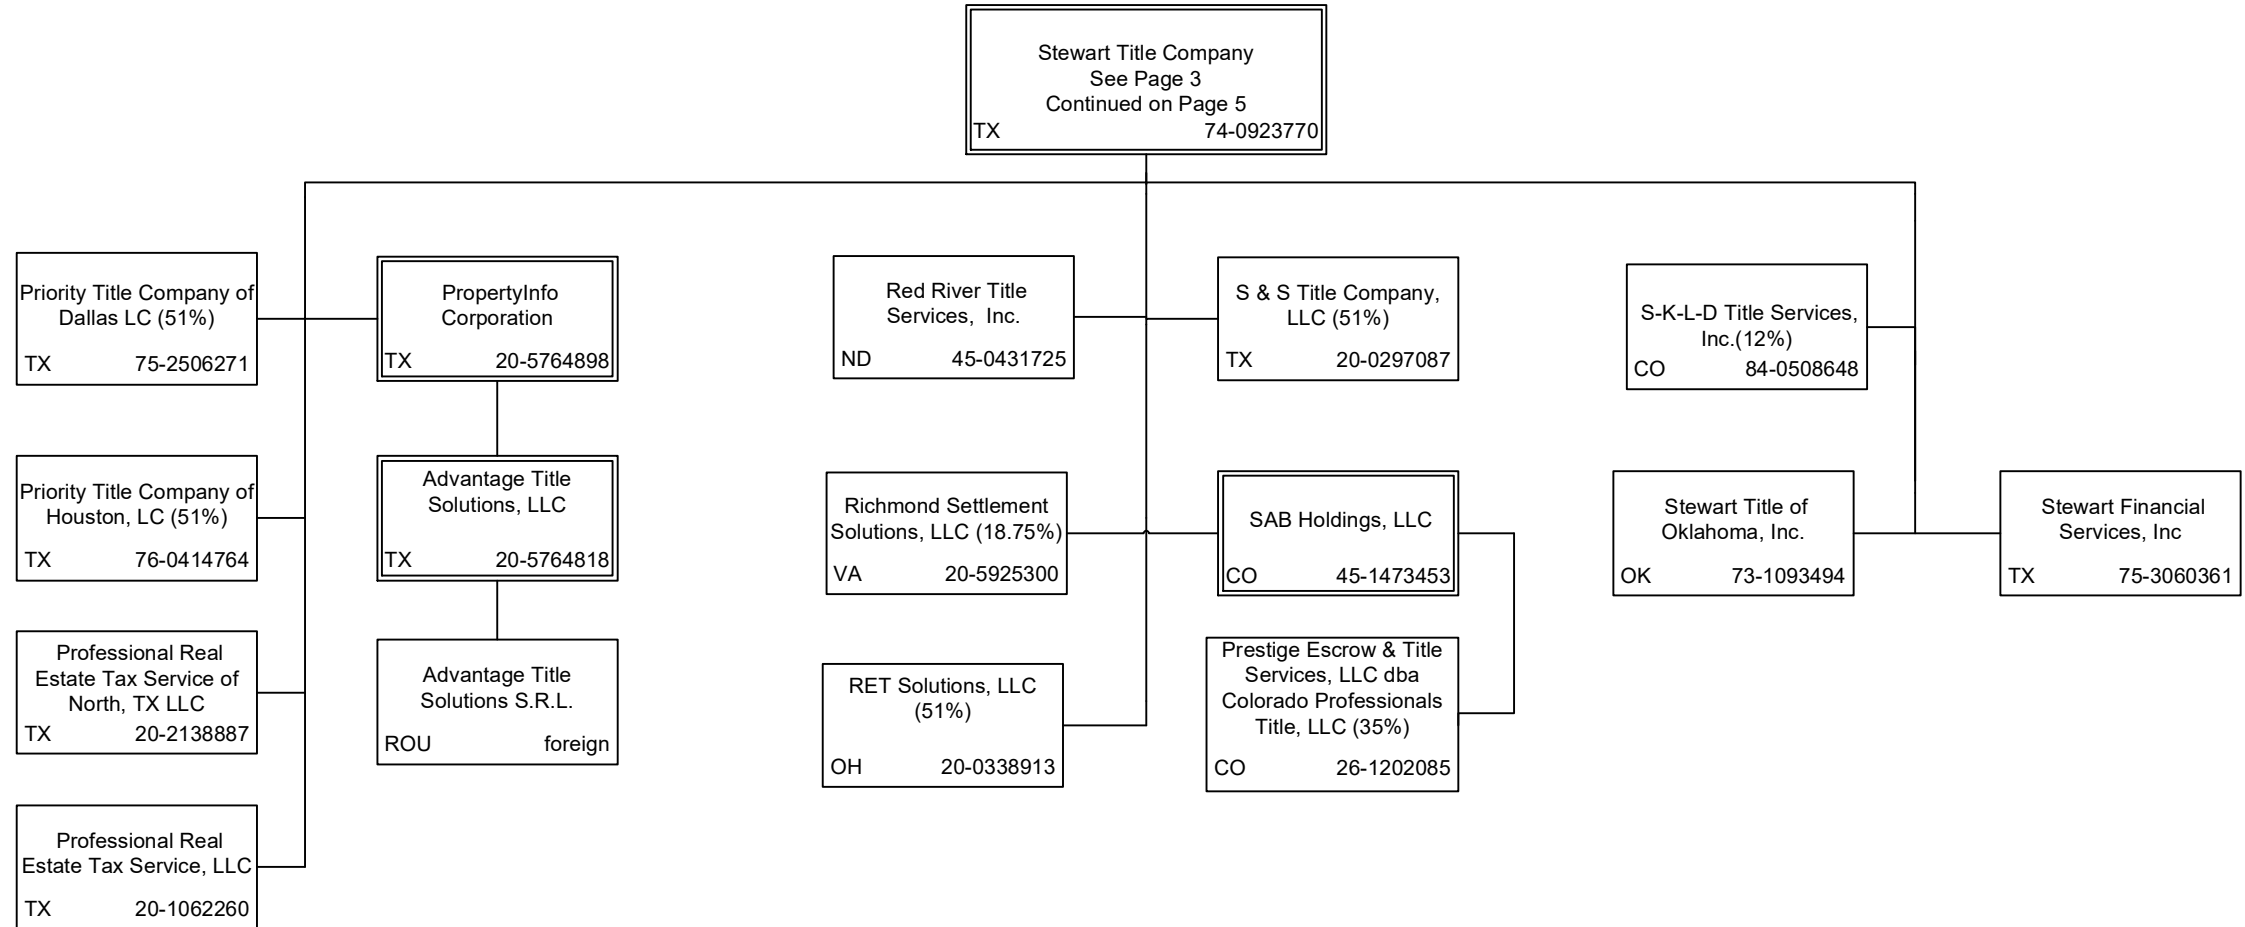 Stewart Title Company
See Page 3
Continued on Page 5
TX 74-0923770
Priority Title Company of
Dallas LC (51%)
TX 75-2506271
PropertyInfo
Corporation
TX 20-5764898
Red River Title
Services, Inc.
ND 45-0431725
S & S Title Company,
LLC (51%)
TX 20-0297087
S-K-L-D Title Services,
Inc.(12%)
CO 84-0508648
Priority Title Company of
Houston, LC (51%)
TX 76-0414764
Advantage Title
Solutions, LLC
TX 20-5764818
Richmond Settlement
Solutions, LLC (18.75%)
VA 20-5925300
SAB Holdings, LLC
CO 45-1473453
Stewart Title of
Oklahoma, Inc.
OK 73-1093494
Stewart Financial
Services, Inc
TX 75-3060361
Professional Real
Estate Tax Service of
North, TX LLC
TX 20-2138887
Advantage Title
Solutions S.R.L.
ROU foreign
RET Solutions, LLC
(51%)
OH 20-0338913
Prestige Escrow & Title
Services, LLC dba
Colorado Professionals
Title, LLC (35%)
CO 26-1202085
Professional Real
Estate Tax Service, LLC
TX 20-1062260